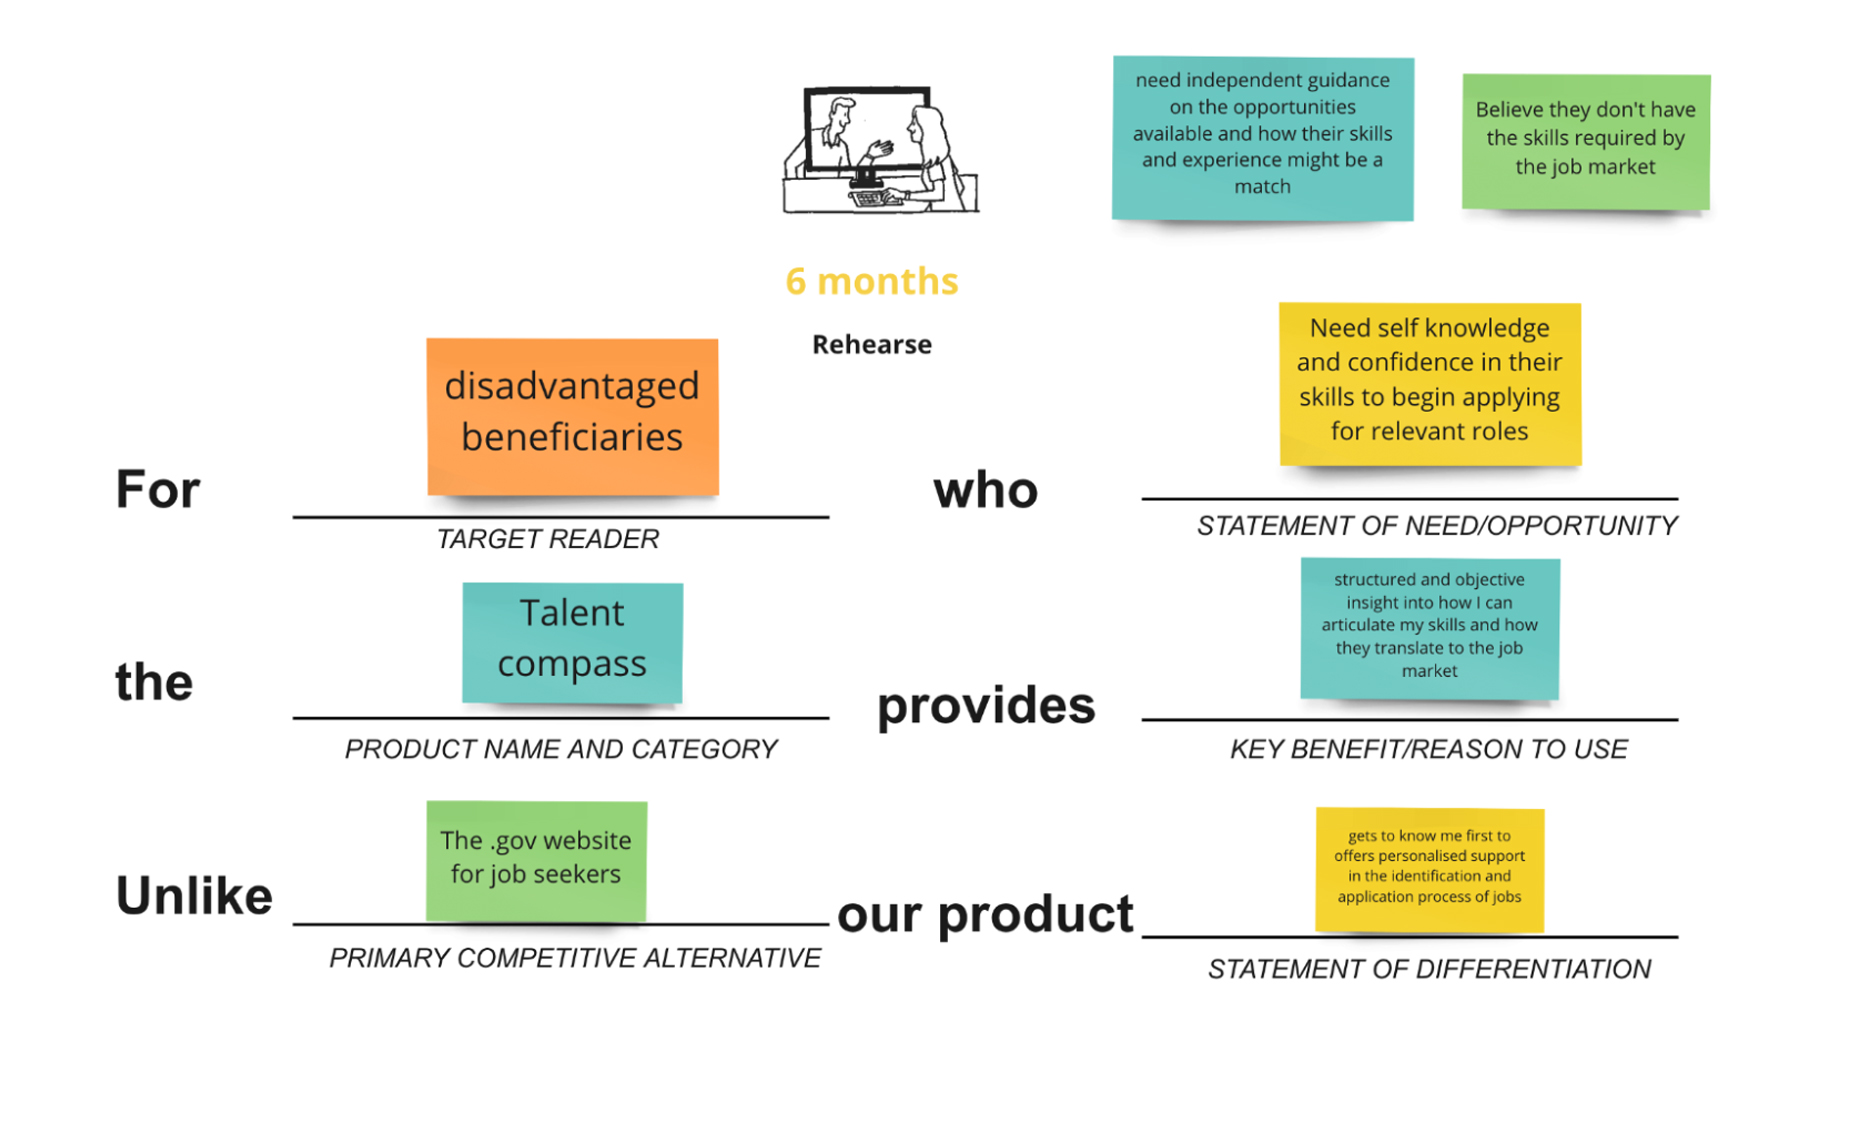 need independent guidance
on the opportunities
available and how their skills
and experience might be a
match
Believe they don't have
the skills required by
the job market
6 months
Rehearse
For
disadvantaged
beneficiaries
TARGET READER
who
Need self knowledge
and confidence in their
skills to begin applying
for relevant roles
STATEMENT OF NEED/OPPORTUNITY
the
Talent
compass
PRODUCT NAME AND CATEGORY
provides
structured and objective
insight into how I can
articulate my skills and how
they translate to the job
market
KEY BENEFIT/REASON TO USE
Unlike
The .gov website
for job seekers
PRIMARY COMPETITIVE ALTERNATIVE
our product
gets to know me first to
offers personalised support
in the identification and
application process of jobs
STATEMENT OF DIFFERENTIATION